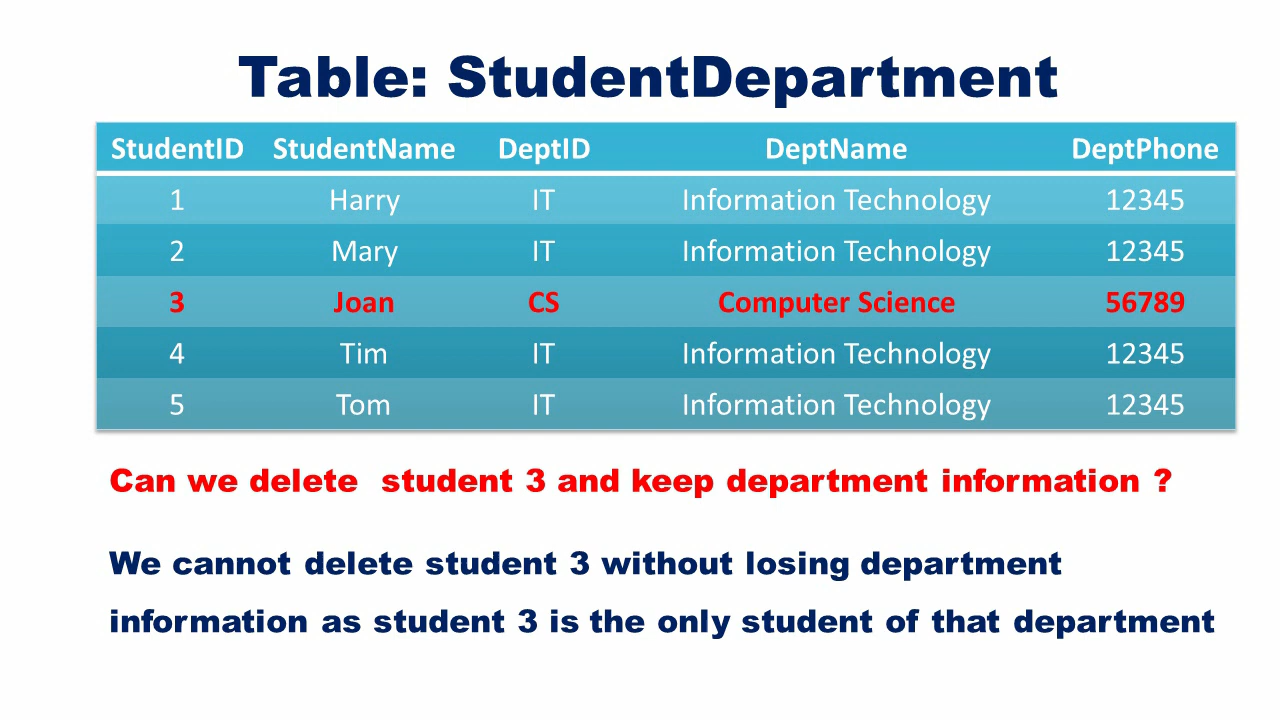 Table: StudentDepartment
StudentID StudentName DeptID DeptName DeptPhone
1 Harry IT Information Technology 12345
2 Mary IT Information Technology 12345
3 Joan CS Computer Science 56789
4 Tim IT Information Technology 12345
5 Tom IT Information Technology 12345
Can we delete student 3 and keep department information ?
We cannot delete student 3 without losing department
information as student 3 is the only student of that department